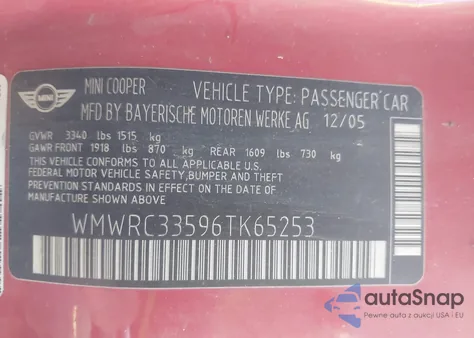 MINI
MINI COOPER VEHICLE TYPE: PASSENGER CAR
MFD BY BAYERISCHE MOTOREN WERKE AG 12/05
GVWR 3340 lbs 1515 kg
GAWR FRONT 1918 lbs 870 kg REAR 1609 lbs 730 kg
THIS VEHICLE CONFORMS TO ALL APPLICABLE U.S.
FEDERAL MOTOR VEHICLE SAFETY, BUMPER, AND THEFT
PREVENTION STANDARDS IN EFFECT ON THE DATE OF
MANUFACTURE SHOWN ABOVE
WMWRC33596TK65253
autoSnap
Pewne auta z aukcji USA i EU